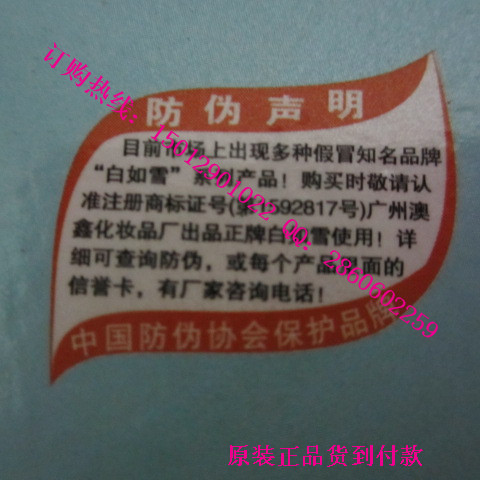 订购热线:15012901022 QQ:2860602259
防伪声明
目前市场上出现多种假冒知名品牌
“白如雪”系列产品！购买时敬请认
准注册商标证号(第1592817号)广州澳
鑫化妆品厂出品正牌白如雪使用！详
细可查询防伪，或每个产品里面的
信誉卡，有厂家咨询电话！
中国防伪协会保护品牌
原装正品货到付款